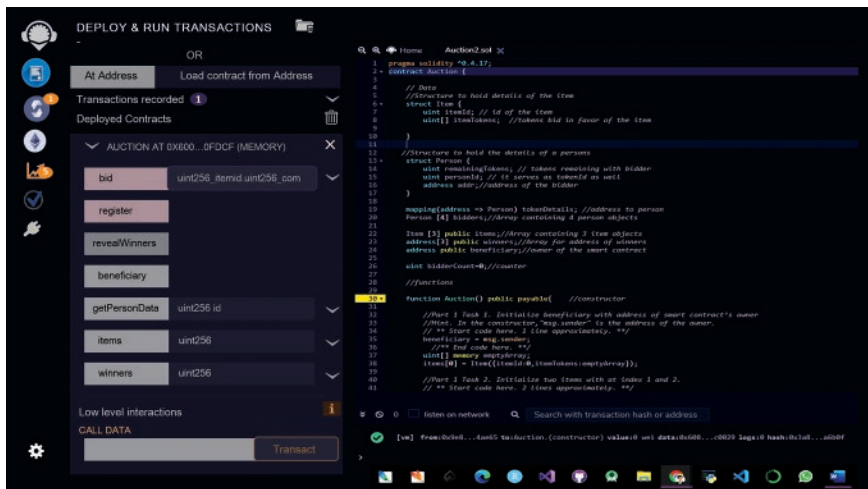 DEPLOY & RUN TRANSACTIONS
OR
At Address
Load contract from Address
Transactions recorded 1
Deployed Contracts
AUCTION AT 0X600...0FDCF (MEMORY)
bid
uint256_itemid.uint256_com
register
revealWinners
beneficiary
getPersonData
uint256 id
items
uint256
winners
uint256
Low level interactions
i
CALL DATA
Transact
Home
Auction2.sol
1 pragma solidity ^0.4.17;
2 contract Auction {
3
4 // Data
5 //Structure to hold details of the item
6 struct Item {
7 uint itemId; // id of the item
8 uint[] itemTokens; //tokens bid in favor of the item
9
10 }
11
12 //Structure to hold the details of a persons
13 struct Person {
14 uint remainingTokens; // tokens remaining with bidder
15 uint personId; // it serves as tokenId as well
16 address addr;//address of the bidder
17 }
18
19 mapping(address => Person) tokenDetails; //address to person
20 Person [4] bidders;//Array containing 4 person objects
21
22 Item [3] public items;//Array containing 3 item objects
23 address[3] public winners;//Array for address of winners
24 address public beneficiary;//owner of the smart contract
25
26 uint bidderCount=0;//counter
27
28 //functions
29
30 function Auction() public payable{ //constructor
31
32 //Part 1 Task 1. Initialize beneficiary with address of smart contract's owner
33 //Hint. In the constructor,"msg.sender" is the address of the owner.
34 // ** Start code here. 1 line approximately. **/
35 beneficiary = msg.sender;
36 //** End code here. **/
37 uint[] memory emptyArray;
38 items[0] = Item({itemId:0,itemTokens:emptyArray});
39
40 //Part 1 Task 2. Initialize two items with at index 1 and 2.
41 // ** Start code here. 2 lines approximately. **/
0
listen on network
Search with transaction hash or address
[vm] from:0x9e8...4ae65 to:Auction.(constructor) value:0 wei data:0x608...c0029 logs:0 hash:0x3a8...a6b0f
>